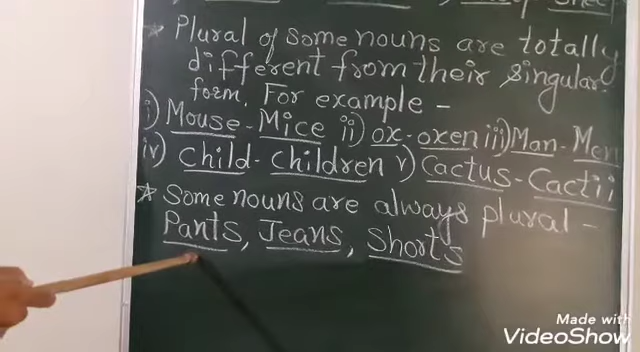 * Plural of some nouns are totally
different from their singular
form. For example -
i) Mouse - Mice ii) ox - oxen iii) Man - Men
iv) Child - Children v) Cactus - Cactii
* Some nouns are always plural -
Pants, Jeans, Shorts
Made with
VideoShow